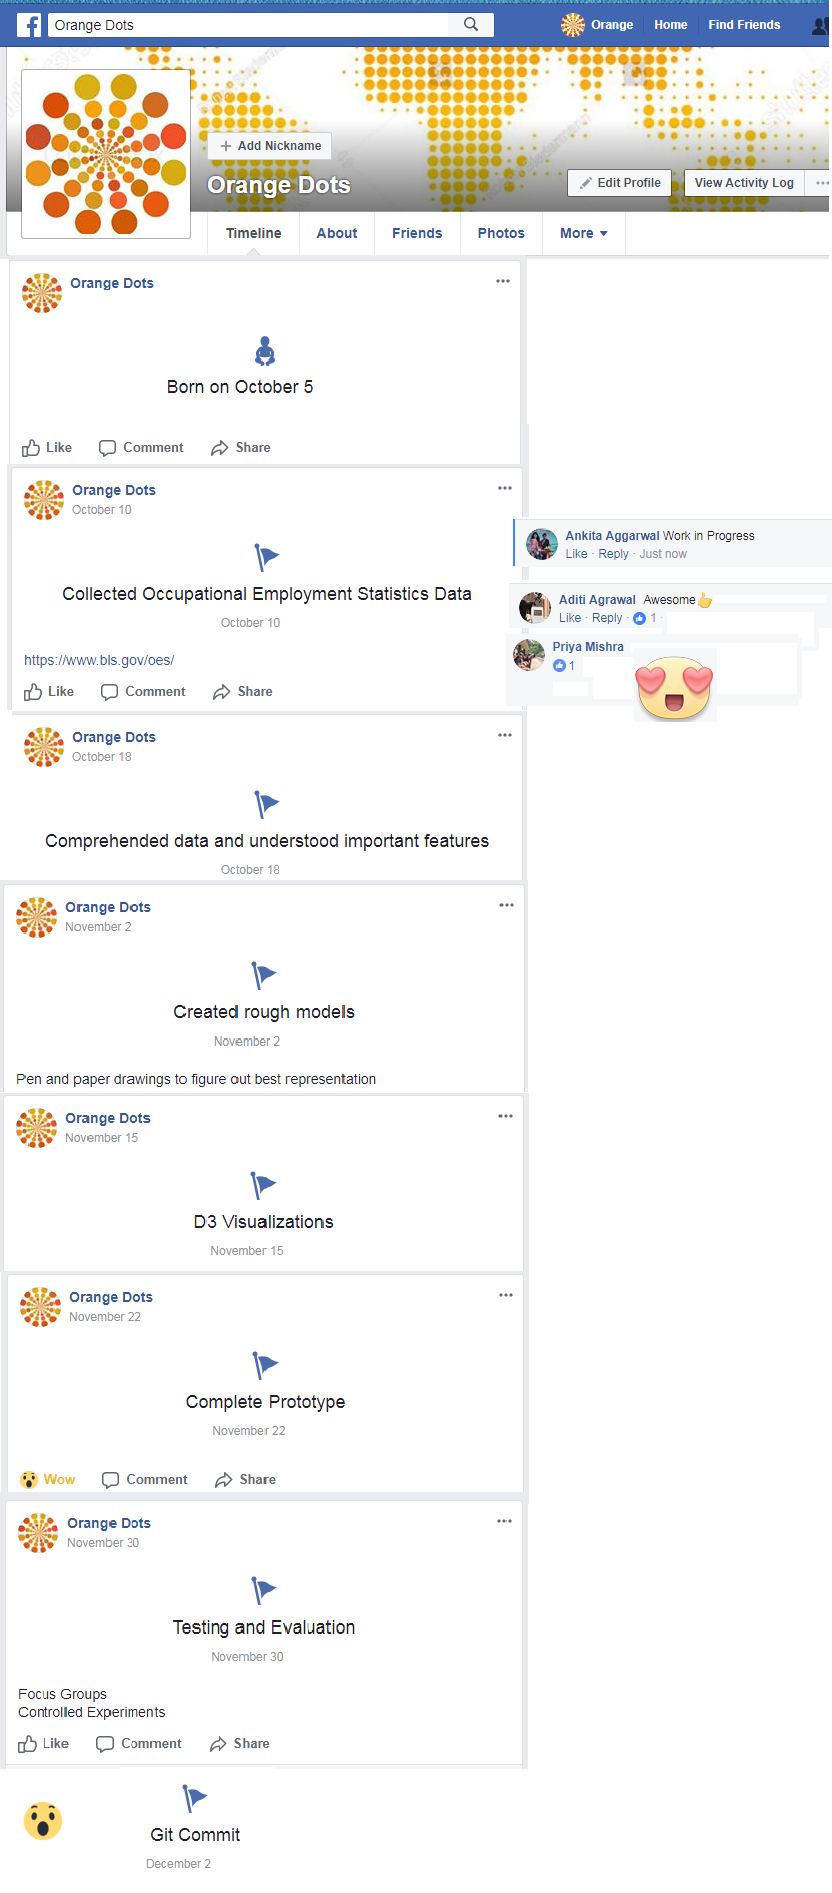 Orange Dots
Orange
Home
Find Friends
Add Nickname
Orange Dots
Edit Profile
View Activity Log
Timeline
About
Friends
Photos
More
Orange Dots
Born on October 5
Like
Comment
Share
Orange Dots
October 10
Collected Occupational Employment Statistics Data
October 10
https://www.bls.gov/oes/
Like
Comment
Share
Ankita Aggarwal Work in Progress
Like · Reply · Just now
Aditi Agrawal Awesome
Like · Reply · 1 ·
Priya Mishra
1
Orange Dots
October 18
Comprehended data and understood important features
October 18
Orange Dots
November 2
Created rough models
November 2
Pen and paper drawings to figure out best representation
Orange Dots
November 15
D3 Visualizations
November 15
Orange Dots
November 22
Complete Prototype
November 22
Wow
Comment
Share
Orange Dots
November 30
Testing and Evaluation
November 30
Focus Groups
Controlled Experiments
Like
Comment
Share
Git Commit
December 2